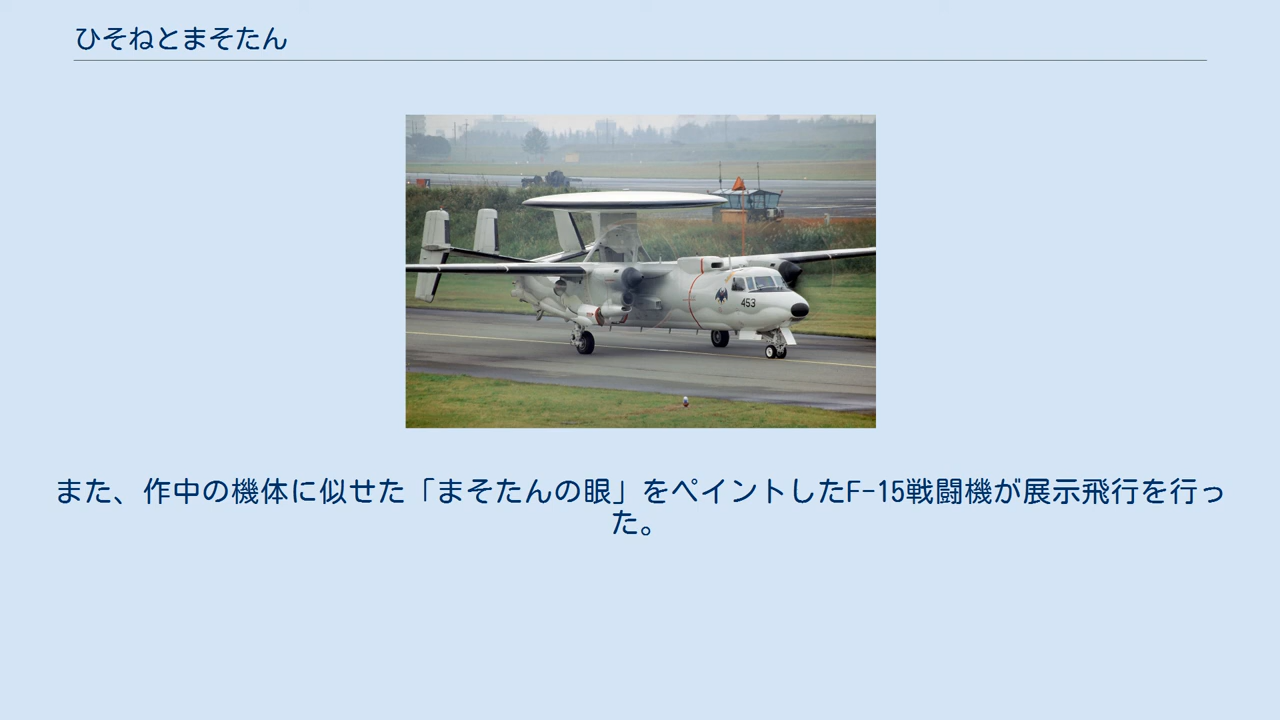 ひそねとまそたん
453
また、作中の機体に似せた「まそたんの眼」をペイントしたF-15戦闘機が展示飛行を行っ
た。